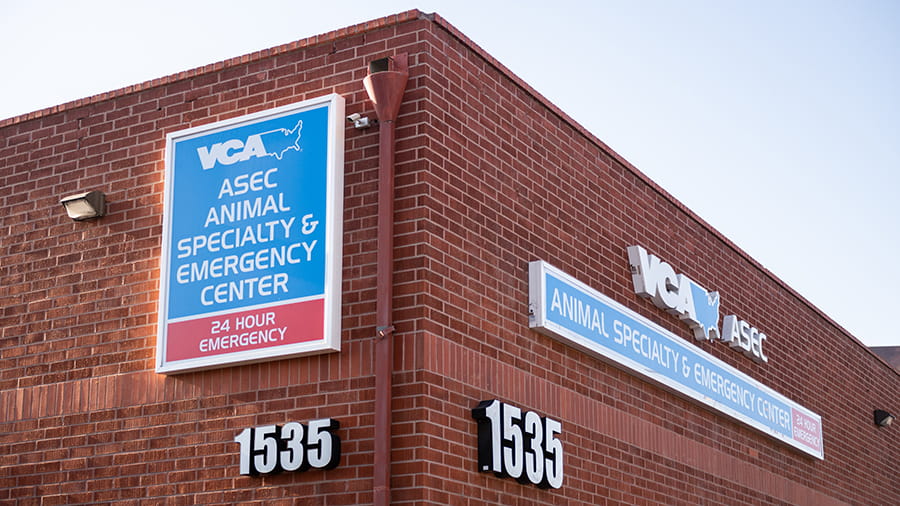 VCA
ASEC
ANIMAL
SPECIALTY &
EMERGENCY
CENTER
24 HOUR
EMERGENCY
1535
VCA ASEC
ANIMAL SPECIALTY & EMERGENCY CENTER
24 HOUR
EMERGENCY
1535